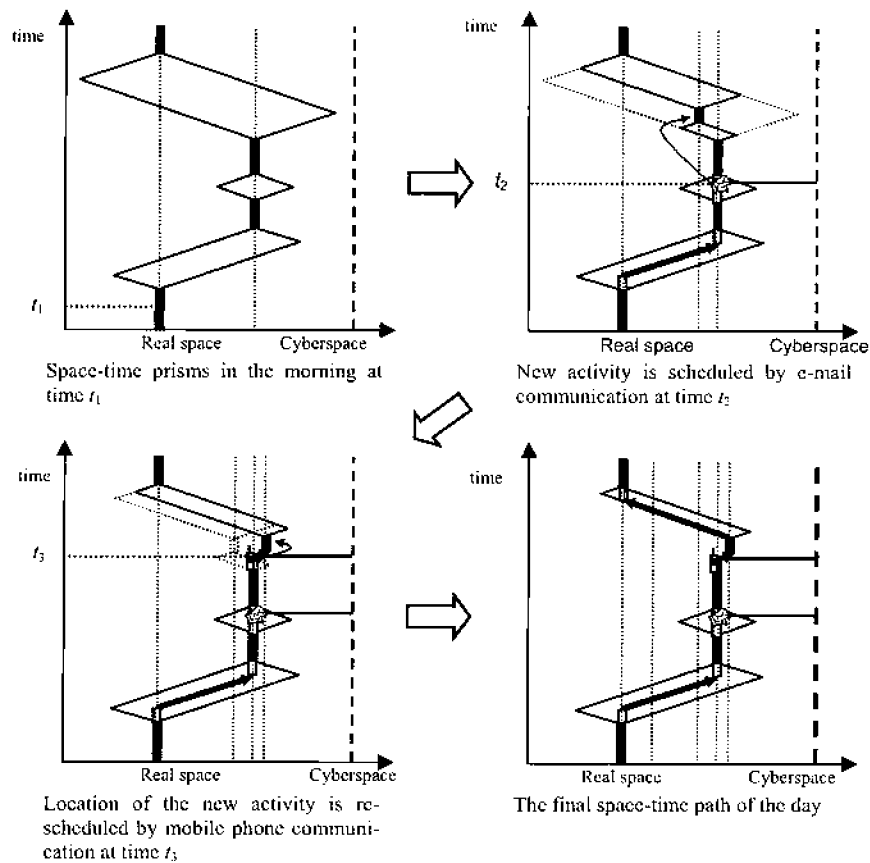 time
time
t2
t1
Real space
Cyberspace
Real space
Cyberspace
Space-time prisms in the morning at
time t1
New activity is scheduled by e-mail
communication at time t2
time
time
t3
Real space
Cyberspace
Real space
Cyberspace
Location of the new activity is re-
scheduled by mobile phone communi-
cation at time t3
The final space-time path of the day